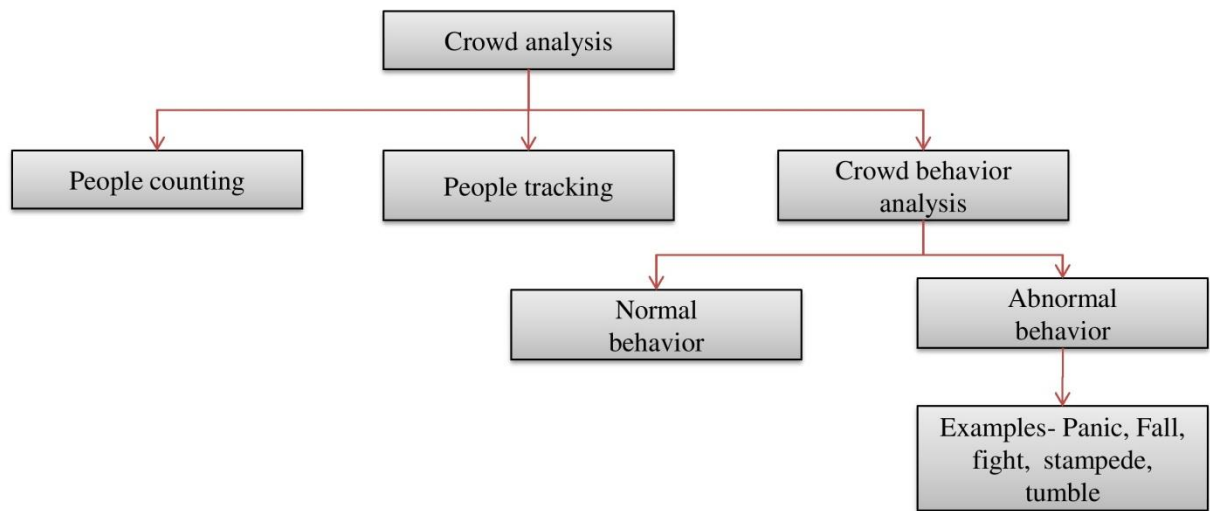 Crowd analysis
People counting
People tracking
Crowd behavior
analysis
Normal
behavior
Abnormal
behavior
Examples- Panic, Fall,
fight,  stampede,
tumble